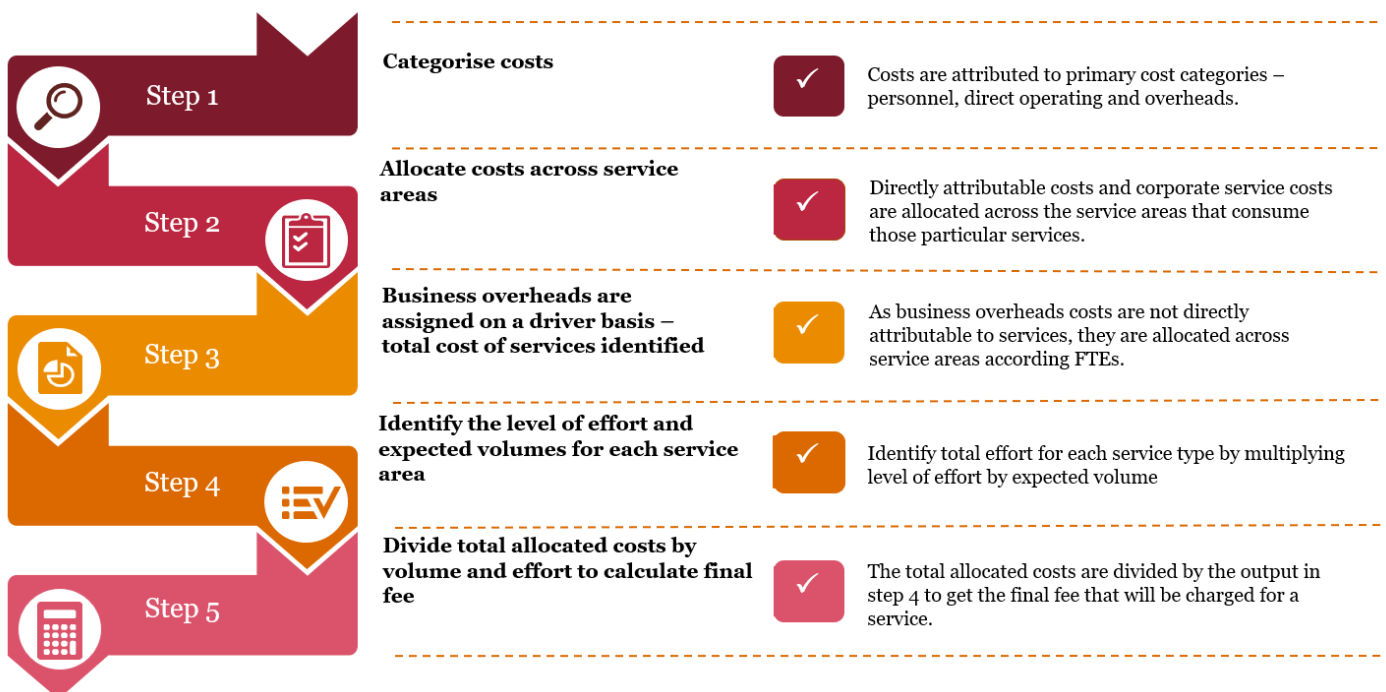 Step 1
Categorise costs
Costs are attributed to primary cost categories –
personnel, direct operating and overheads.
Step 2
Allocate costs across service
areas
Directly attributable costs and corporate service costs
are allocated across the service areas that consume
those particular services.
Step 3
Business overheads are
assigned on a driver basis –
total cost of services identified
As business overheads costs are not directly
attributable to services, they are allocated across
service areas according FTEs.
Step 4
Identify the level of effort and
expected volumes for each service
area
Identify total effort for each service type by multiplying
level of effort by expected volume
Step 5
Divide total allocated costs by
volume and effort to calculate final
fee
The total allocated costs are divided by the output in
step 4 to get the final fee that will be charged for a
service.